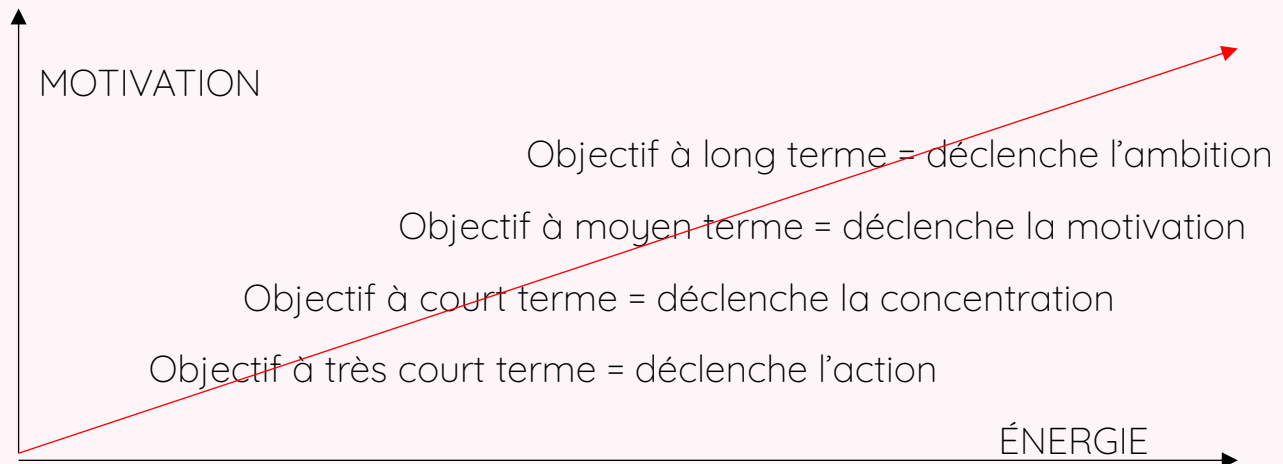 MOTIVATION
Objectif à long terme = déclenche l’ambition
Objectif à moyen terme = déclenche la motivation
Objectif à court terme = déclenche la concentration
Objectif à très court terme = déclenche l’action
ÉNERGIE